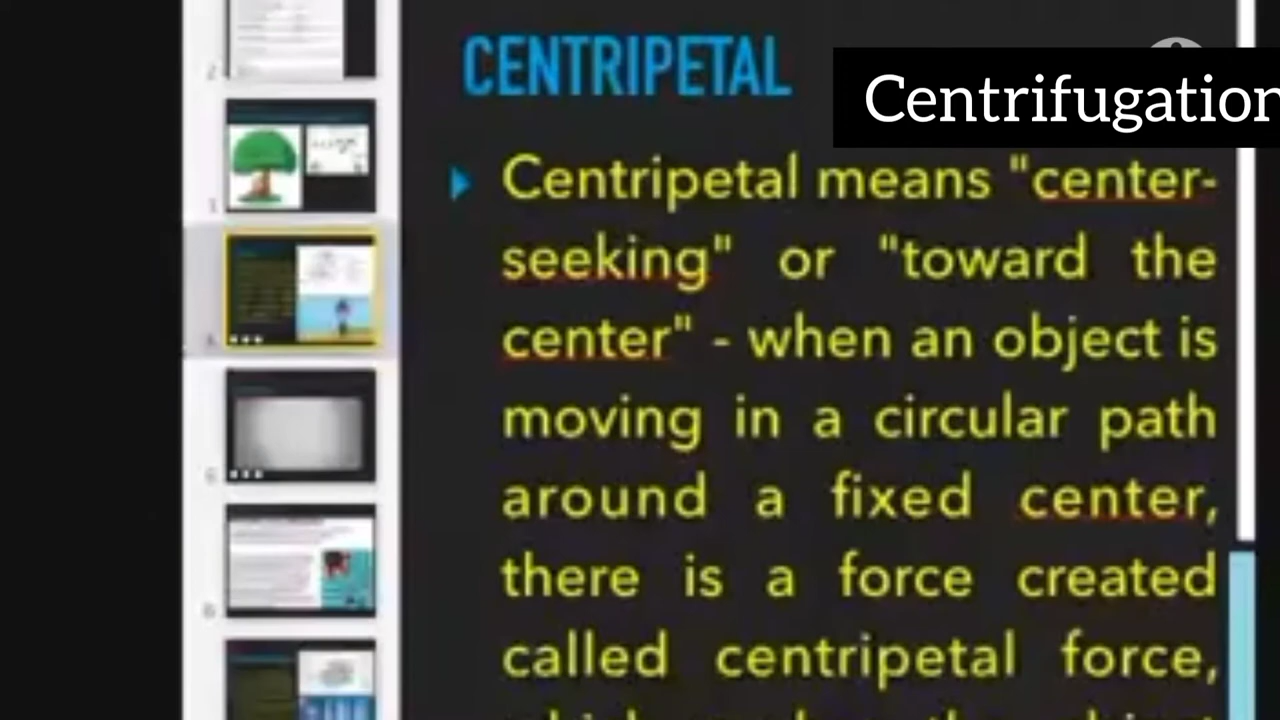 CENTRIPETAL
Centrifugation
Centripetal means "center-
seeking" or "toward the
center" - when an object is
moving in a circular path
around a fixed center,
there is a force created
called centripetal force,